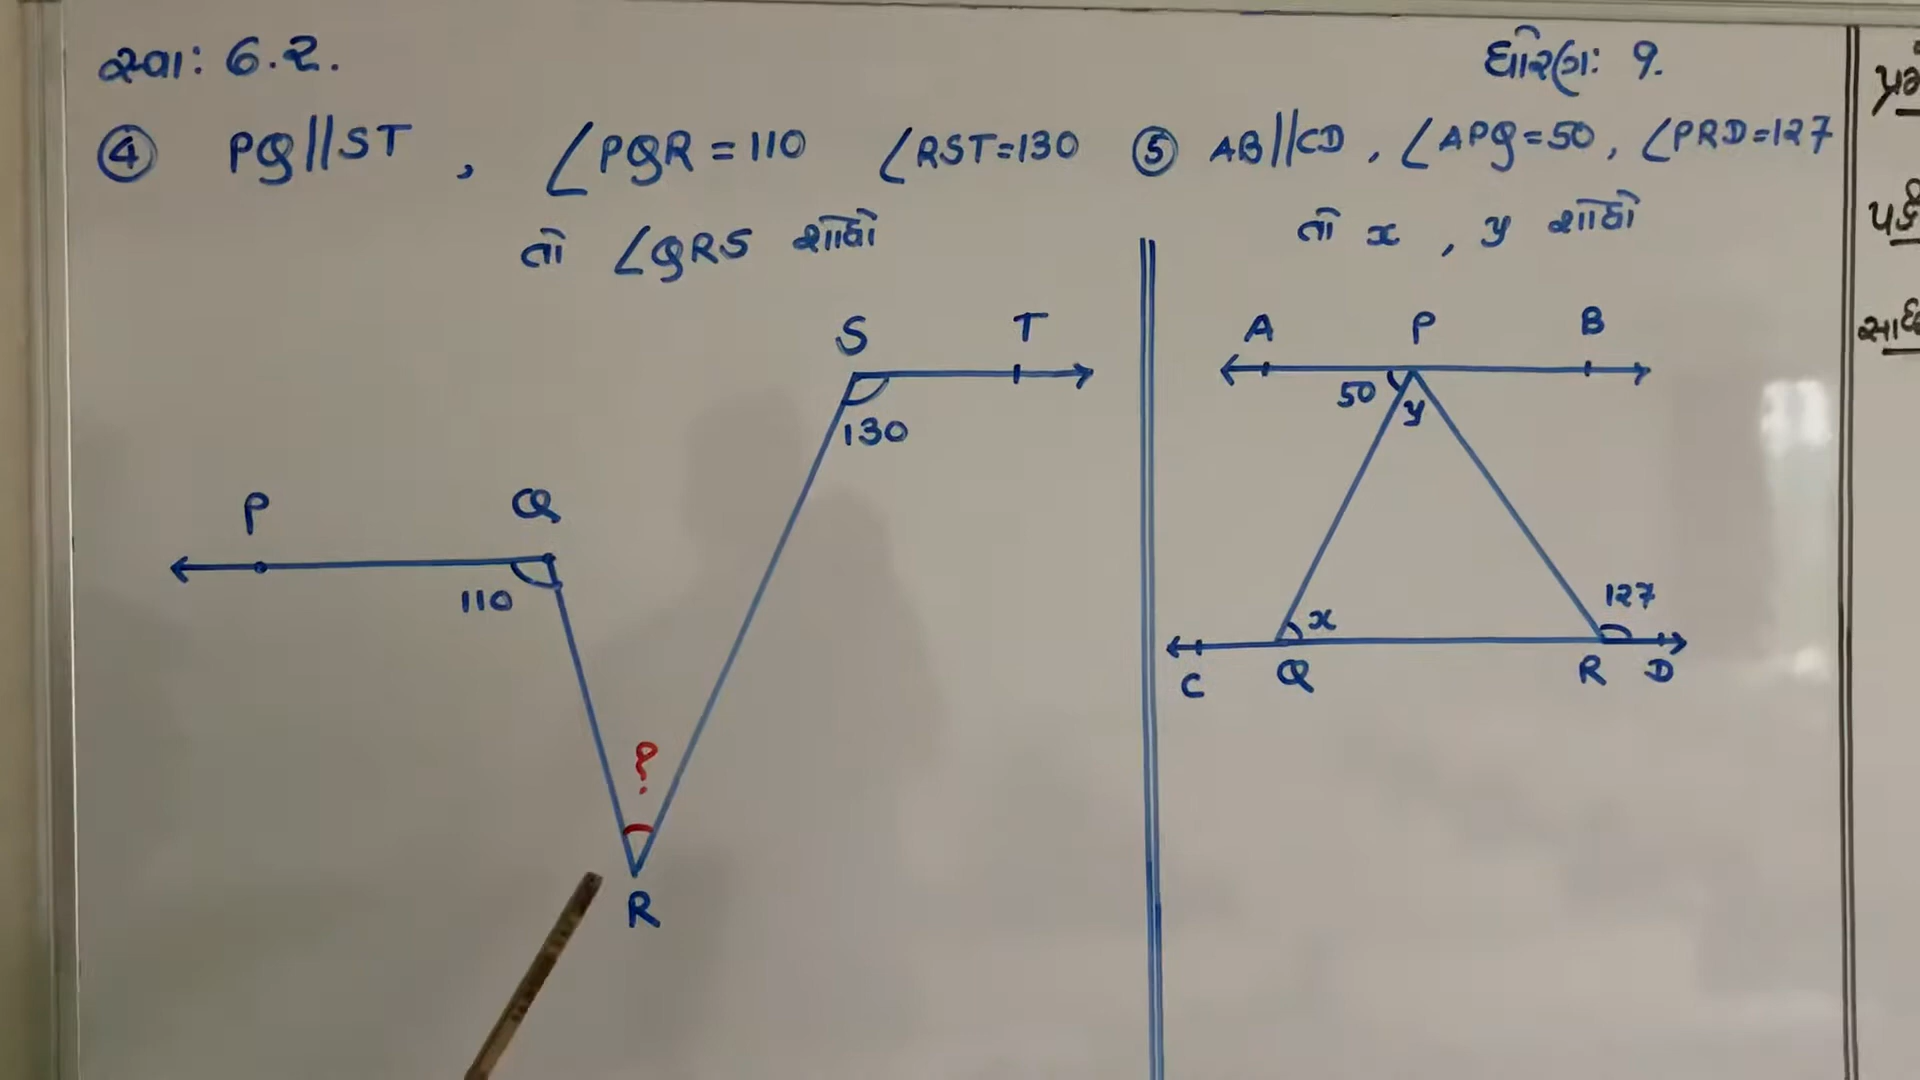 સ્વા: 6.2.
ધોરણ: 9.
④ PQ||ST , ∠PQR = 110 ∠RST=130
તો ∠QRS શોધો
⑤ AB||CD , ∠APQ=50, ∠PRD=127
તો x , y શોધો
S T
130
P Q
110
?
R
A P B
50 y
x 127
C Q R D